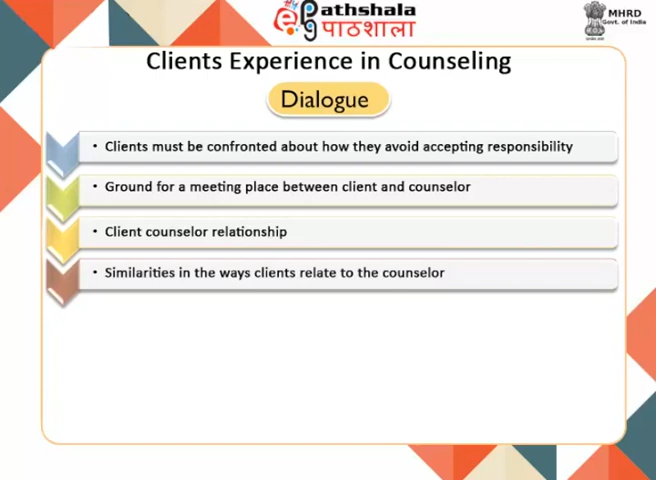 ePathshala
पाठशाला
MHRD
Govt. of India
Clients Experience in Counseling
Dialogue
• Clients must be confronted about how they avoid accepting responsibility
• Ground for a meeting place between client and counselor
• Client counselor relationship
• Similarities in the ways clients relate to the counselor